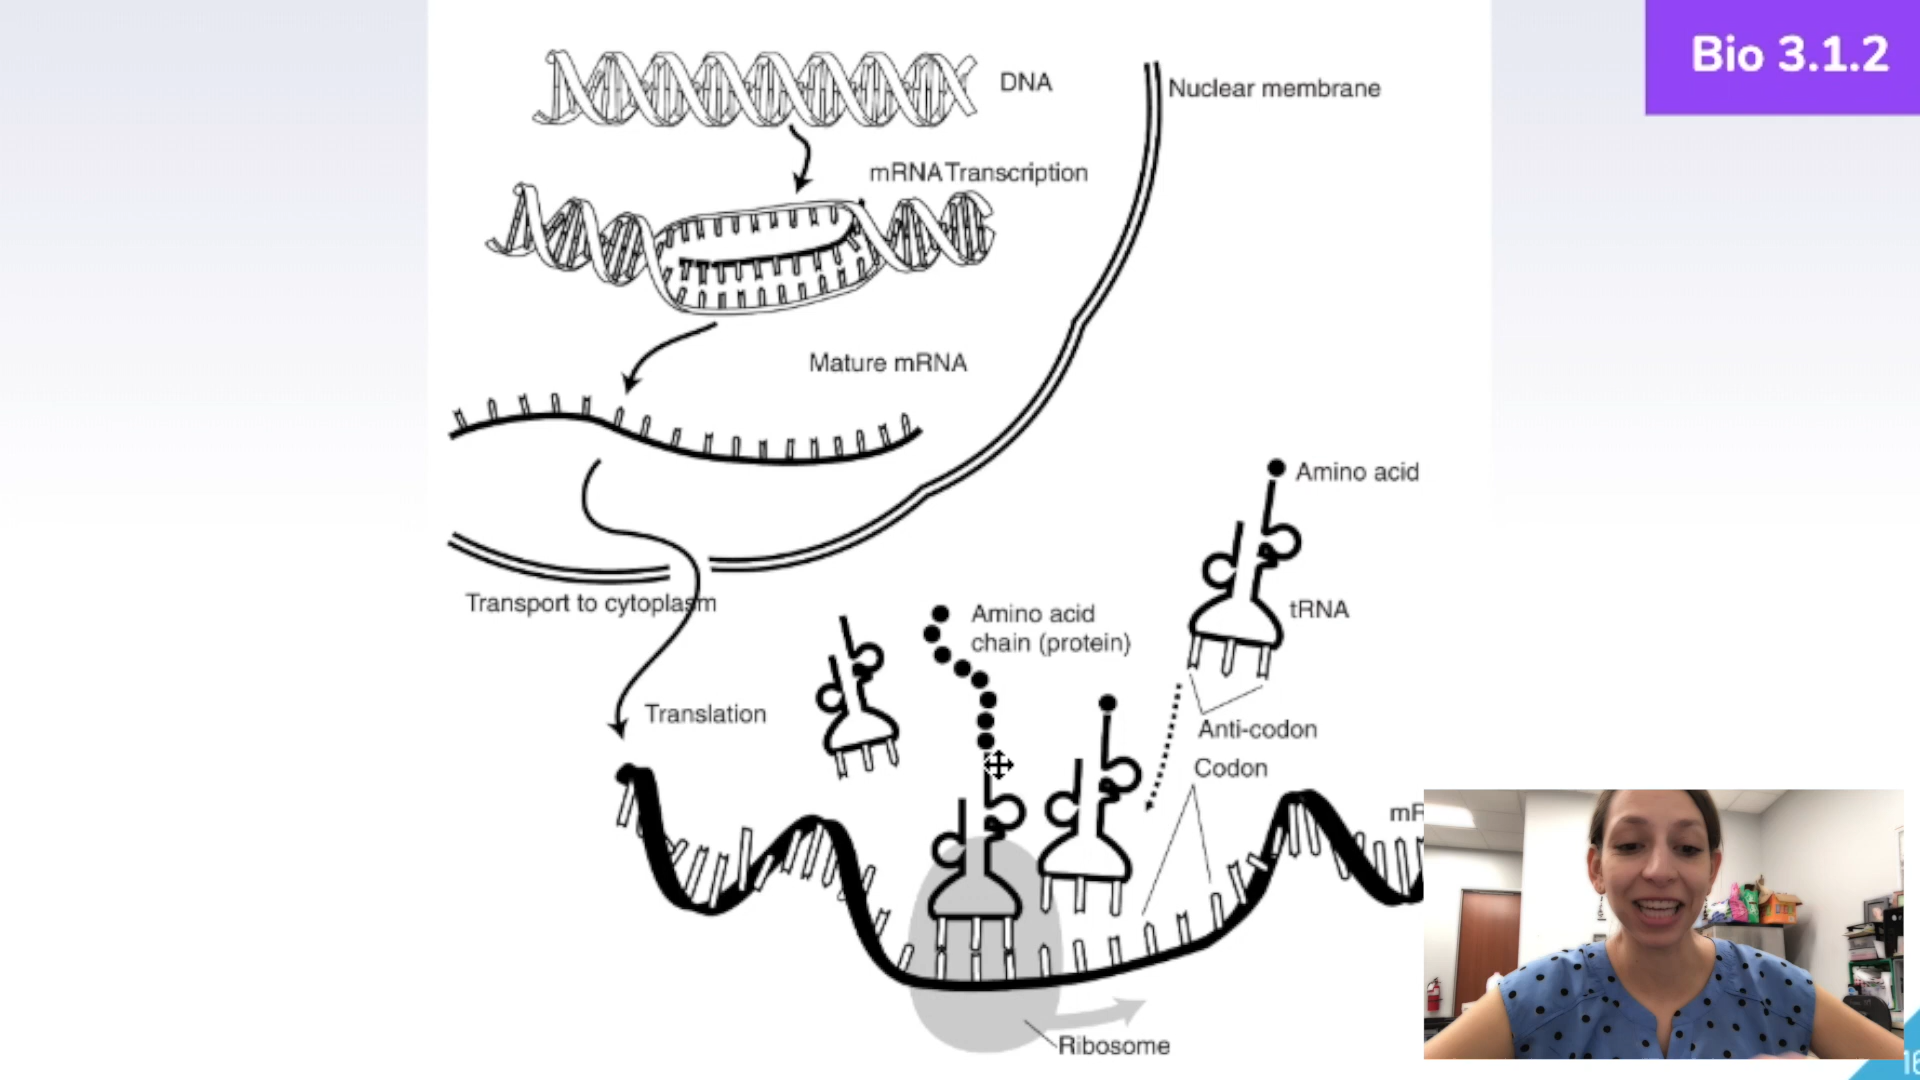 Bio 3.1.2
DNA
Nuclear membrane
mRNA Transcription
Mature mRNA
Amino acid
Transport to cytoplasm
tRNA
Amino acid
chain (protein)
Translation
Anti-codon
Codon
Ribosome